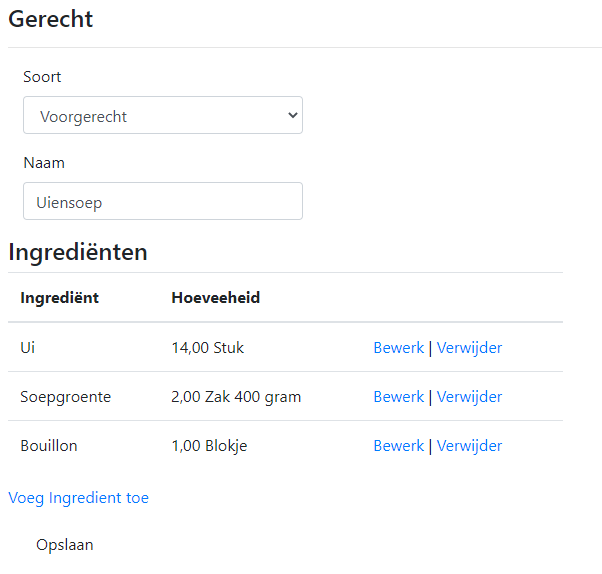 Gerecht
Soort
Voorgerecht
Naam
Uiensoep
Ingrediënten
Ingrediënt Hoeveeheid
Ui 14,00 Stuk Bewerk | Verwijder
Soepgroente 2,00 Zak 400 gram Bewerk | Verwijder
Bouillon 1,00 Blokje Bewerk | Verwijder
Voeg Ingredient toe
Opslaan